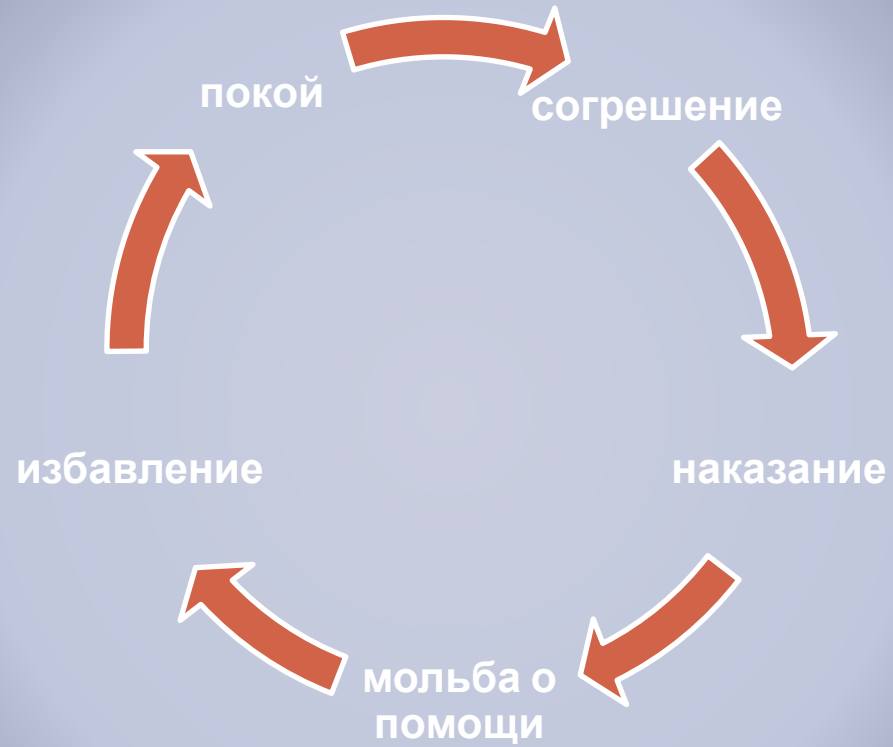 покой
согрешение
наказание
мольба о
помощи
избавление